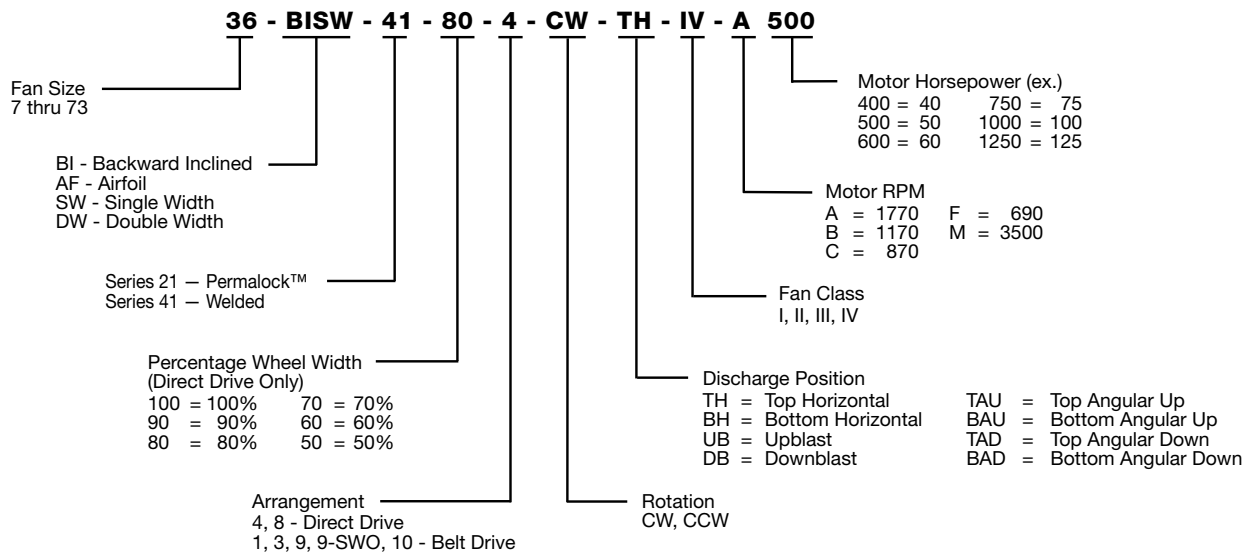 36 - BISW - 41 - 80 - 4 - CW - TH - IV - A 500
Fan Size
7 thru 73
BI - Backward Inclined
AF - Airfoil
SW - Single Width
DW - Double Width
Series 21 — Permalock™
Series 41 — Welded
Percentage Wheel Width
(Direct Drive Only)
100 = 100% 70 = 70%
90 = 90% 60 = 60%
80 = 80% 50 = 50%
Arrangement
4, 8 - Direct Drive
1, 3, 9, 9-SWO, 10 - Belt Drive
Rotation
CW, CCW
Discharge Position
TH = Top Horizontal TAU = Top Angular Up
BH = Bottom Horizontal BAU = Bottom Angular Up
UB = Upblast TAD = Top Angular Down
DB = Downblast BAD = Bottom Angular Down
Fan Class
I, II, III, IV
Motor RPM
A = 1770 F = 690
B = 1170 M = 3500
C = 870
Motor Horsepower (ex.)
400 = 40 750 = 75
500 = 50 1000 = 100
600 = 60 1250 = 125